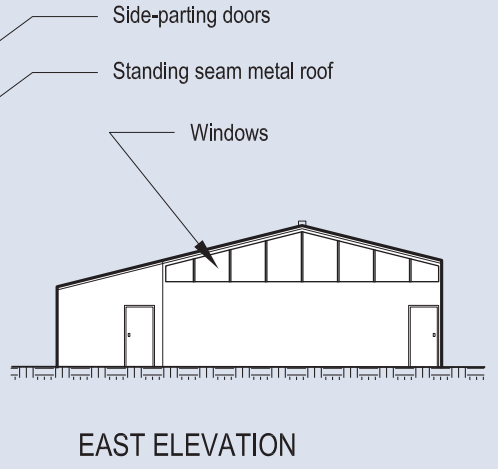 Side-parting doors
Standing seam metal roof
Windows
EAST ELEVATION